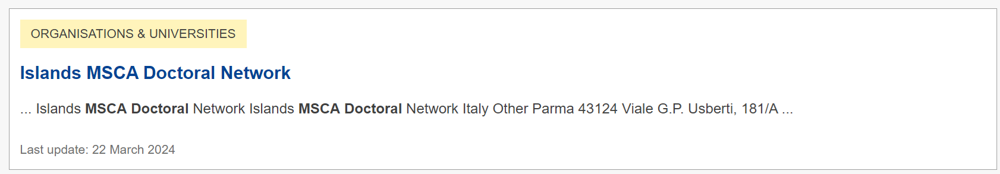 ORGANISATIONS & UNIVERSITIES
Islands MSCA Doctoral Network
... Islands MSCA Doctoral Network Islands MSCA Doctoral Network Italy Other Parma 43124 Viale G.P. Usberti, 181/A ...
Last update: 22 March 2024